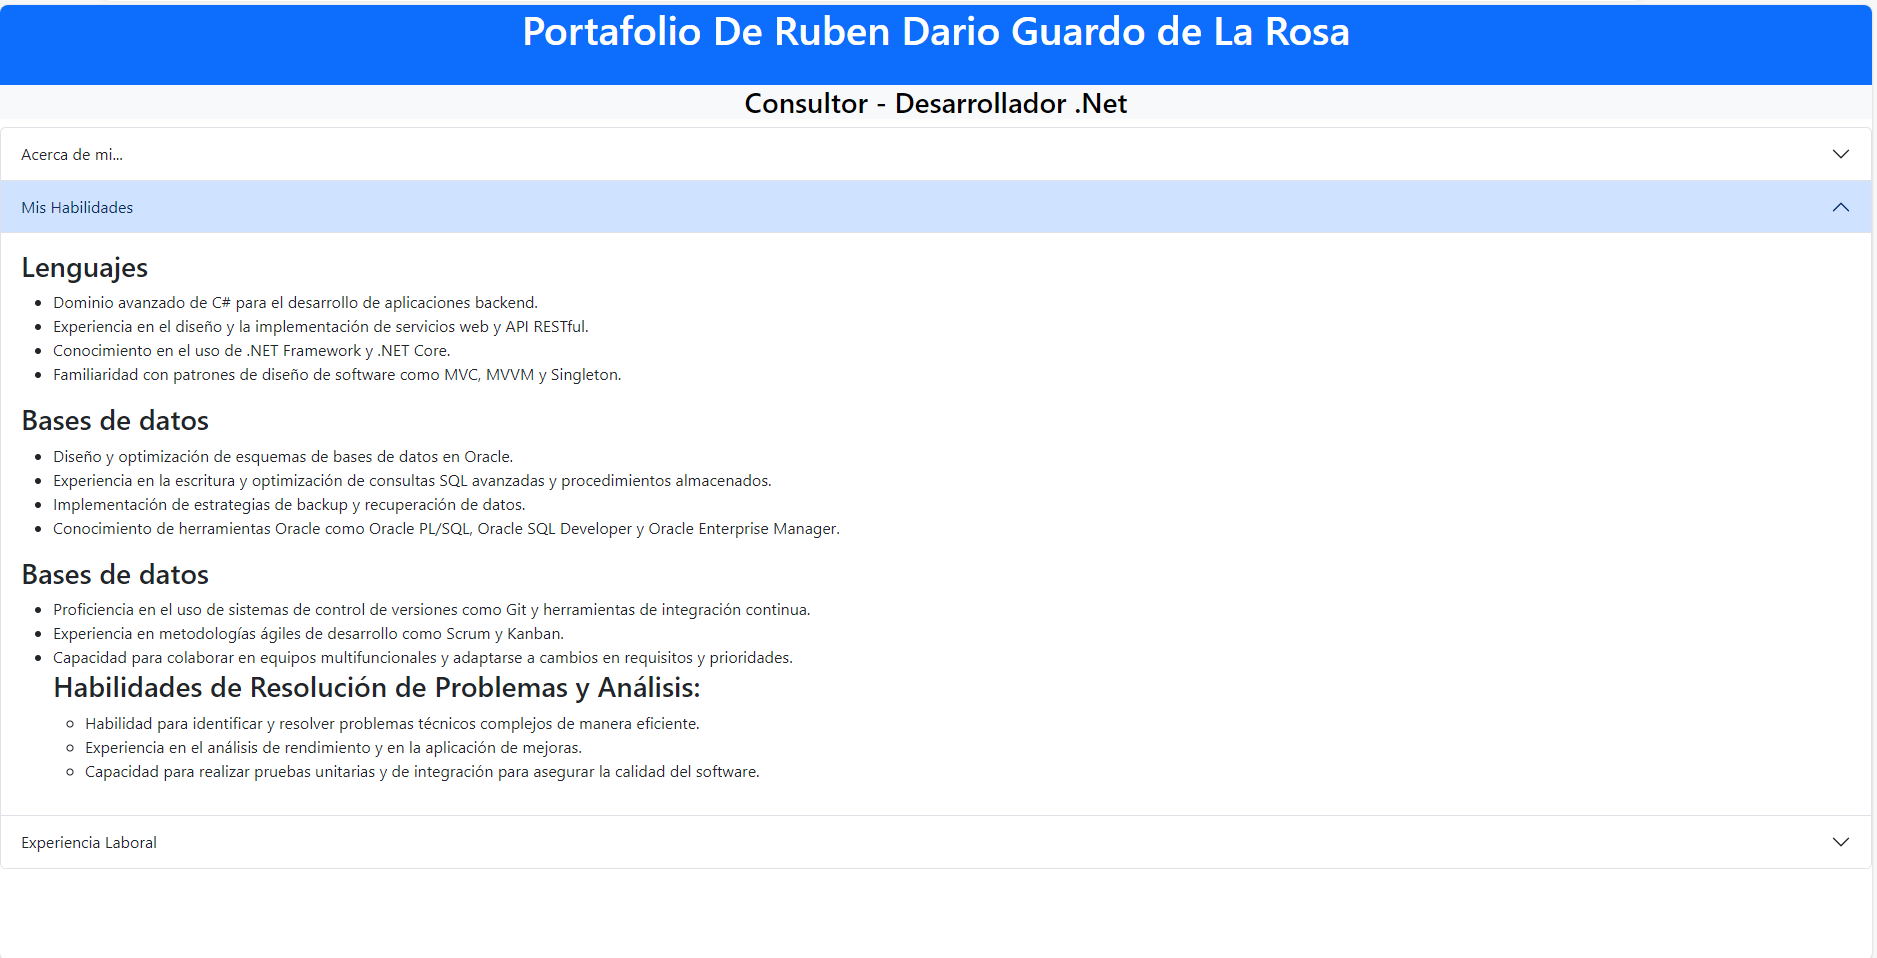 Portafolio De Ruben Dario Guardo de La Rosa
Consultor - Desarrollador .Net
Acerca de mi...
Mis Habilidades
Lenguajes
Dominio avanzado de C# para el desarrollo de aplicaciones backend.
Experiencia en el diseño y la implementación de servicios web y API RESTful.
Conocimiento en el uso de .NET Framework y .NET Core.
Familiaridad con patrones de diseño de software como MVC, MVVM y Singleton.
Bases de datos
Diseño y optimización de esquemas de bases de datos en Oracle.
Experiencia en la escritura y optimización de consultas SQL avanzadas y procedimientos almacenados.
Implementación de estrategias de backup y recuperación de datos.
Conocimiento de herramientas Oracle como Oracle PL/SQL, Oracle SQL Developer y Oracle Enterprise Manager.
Bases de datos
Proficiencia en el uso de sistemas de control de versiones como Git y herramientas de integración continua.
Experiencia en metodologías ágiles de desarrollo como Scrum y Kanban.
Capacidad para colaborar en equipos multifuncionales y adaptarse a cambios en requisitos y prioridades.
Habilidades de Resolución de Problemas y Análisis:
Habilidad para identificar y resolver problemas técnicos complejos de manera eficiente.
Experiencia en el análisis de rendimiento y en la aplicación de mejoras.
Capacidad para realizar pruebas unitarias y de integración para asegurar la calidad del software.
Experiencia Laboral